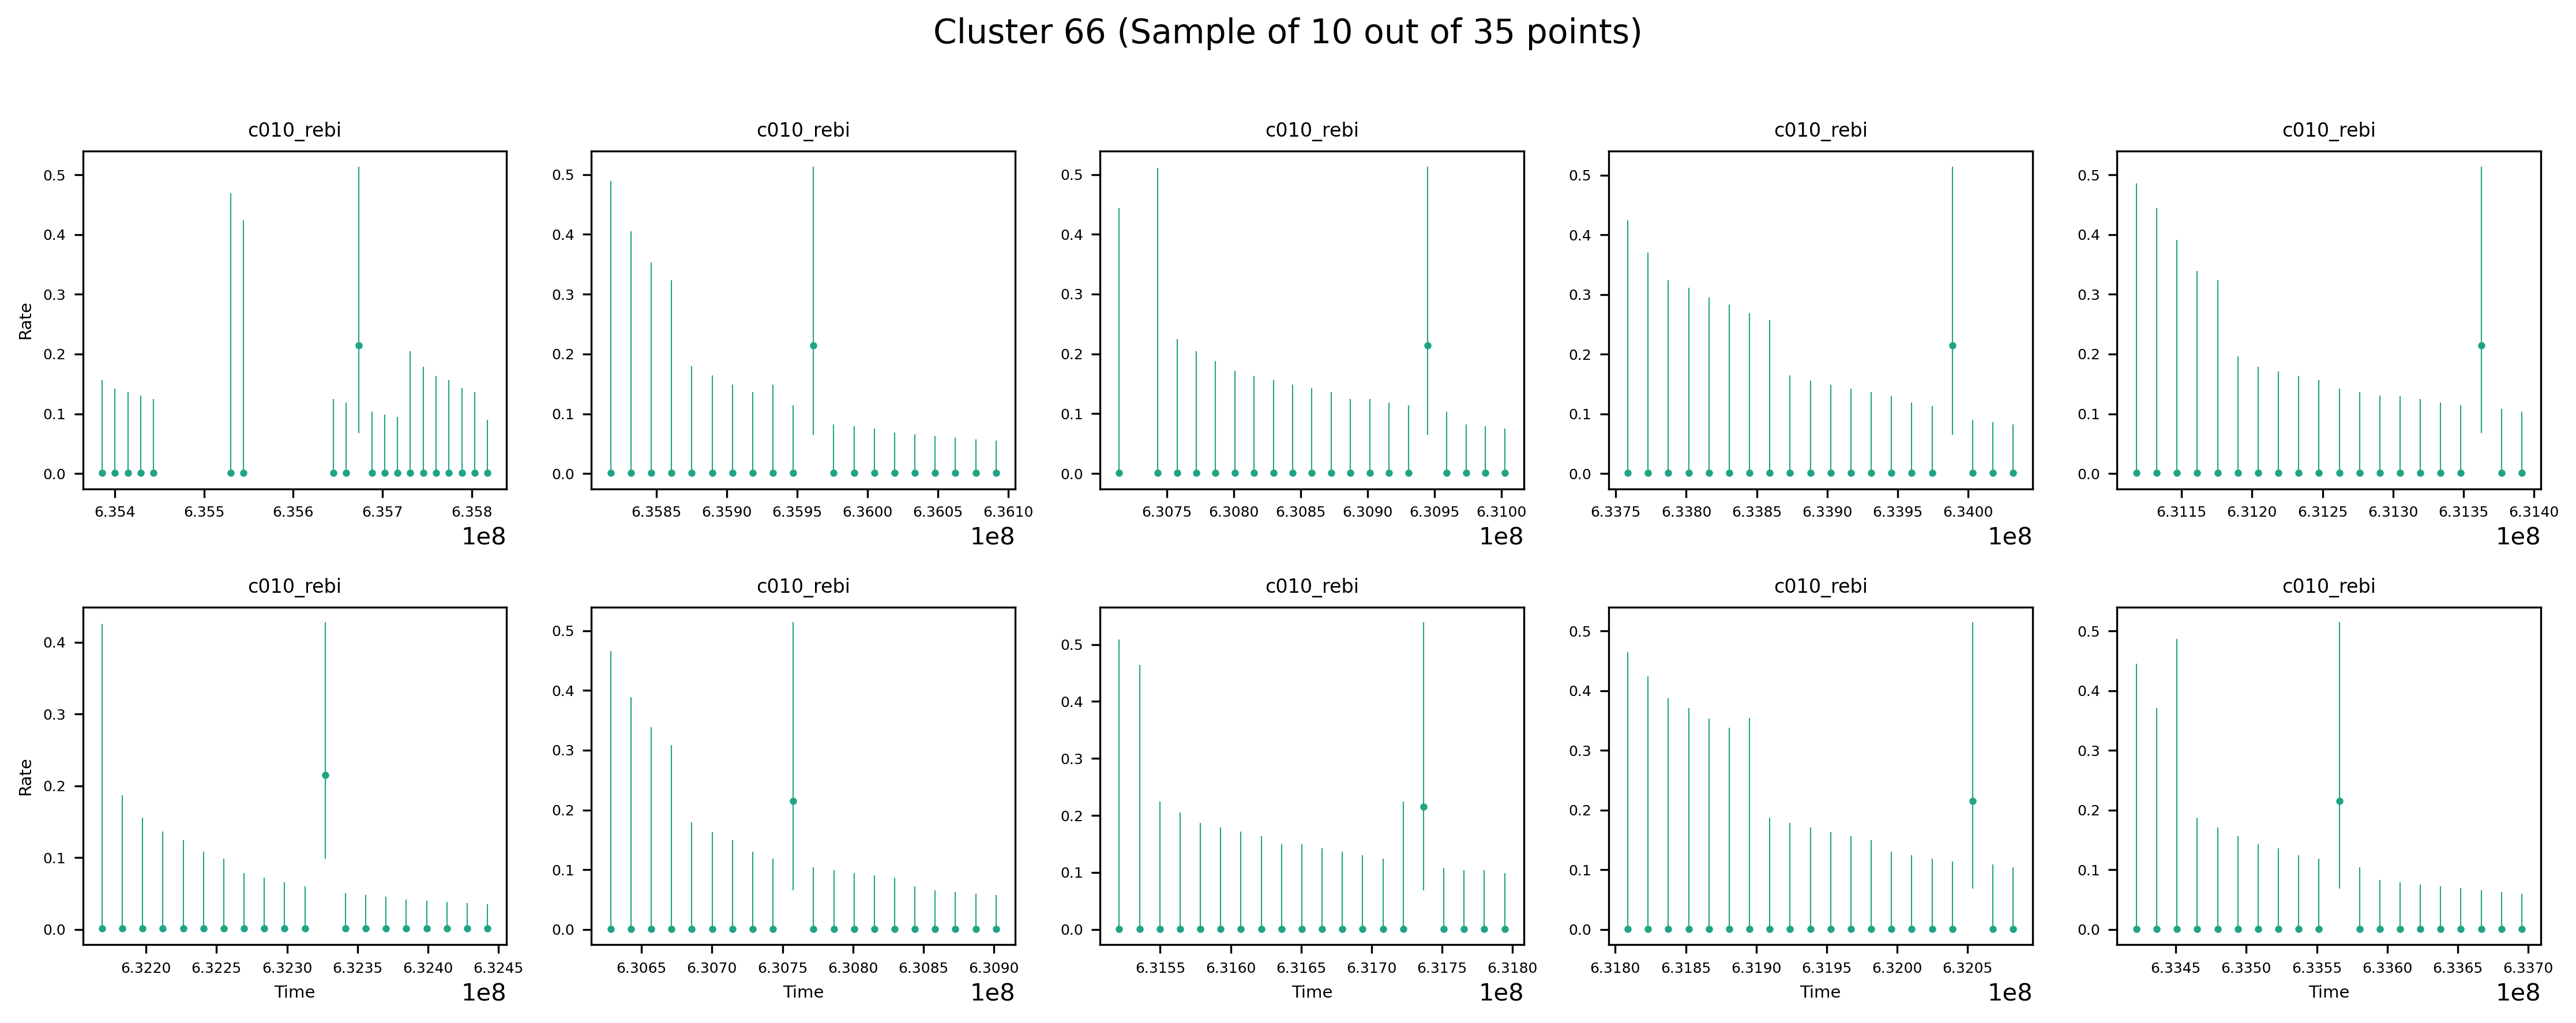 Cluster 66 (Sample of 10 out of 35 points)
c010_rebi c010_rebi c010_rebi c010_rebi c010_rebi
Rate
0.5 0.5 0.5 0.5 0.5
0.4 0.4 0.4 0.4 0.4
0.3 0.3 0.3 0.3 0.3
0.2 0.2 0.2 0.2 0.2
0.1 0.1 0.1 0.1 0.1
0.0 0.0 0.0 0.0 0.0
6.354 6.355 6.356 6.357 6.358 6.3585 6.3590 6.3595 6.3600 6.3605 6.3610 6.3075 6.3080 6.3085 6.3090 6.3095 6.3100 6.3375 6.3380 6.3385 6.3390 6.3395 6.3400 6.3115 6.3120 6.3125 6.3130 6.3135 6.3140
1e8 1e8 1e8 1e8 1e8
c010_rebi c010_rebi c010_rebi c010_rebi c010_rebi
Rate
0.5 0.5 0.5 0.5
0.4 0.4 0.4 0.4 0.4
0.3 0.3 0.3 0.3 0.3
0.2 0.2 0.2 0.2 0.2
0.1 0.1 0.1 0.1 0.1
0.0 0.0 0.0 0.0 0.0
6.3220 6.3225 6.3230 6.3235 6.3240 6.3245 6.3065 6.3070 6.3075 6.3080 6.3085 6.3090 6.3155 6.3160 6.3165 6.3170 6.3175 6.3180 6.3180 6.3185 6.3190 6.3195 6.3200 6.3205 6.3345 6.3350 6.3355 6.3360 6.3365 6.3370
Time Time Time Time Time
1e8 1e8 1e8 1e8 1e8